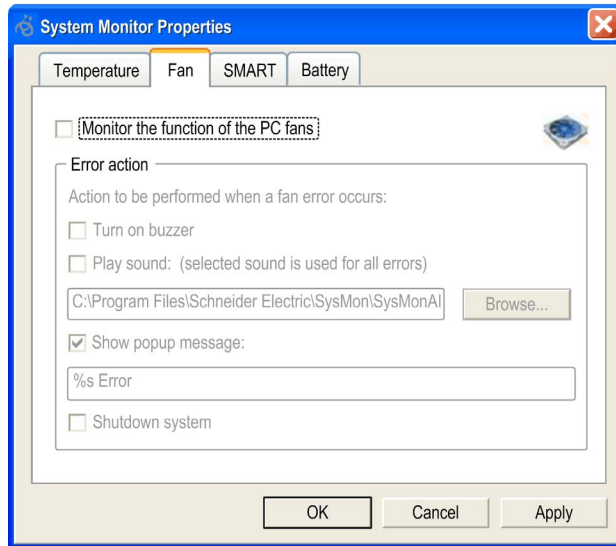 System Monitor Properties
Temperature Fan SMART Battery
Monitor the function of the PC fans
Error action
Action to be performed when a fan error occurs:
Turn on buzzer
Play sound: (selected sound is used for all errors)
C:\Program Files\Schneider Electric\SysMon\SysMonAl Browse...
Show popup message:
%s Error
Shutdown system
OK Cancel Apply